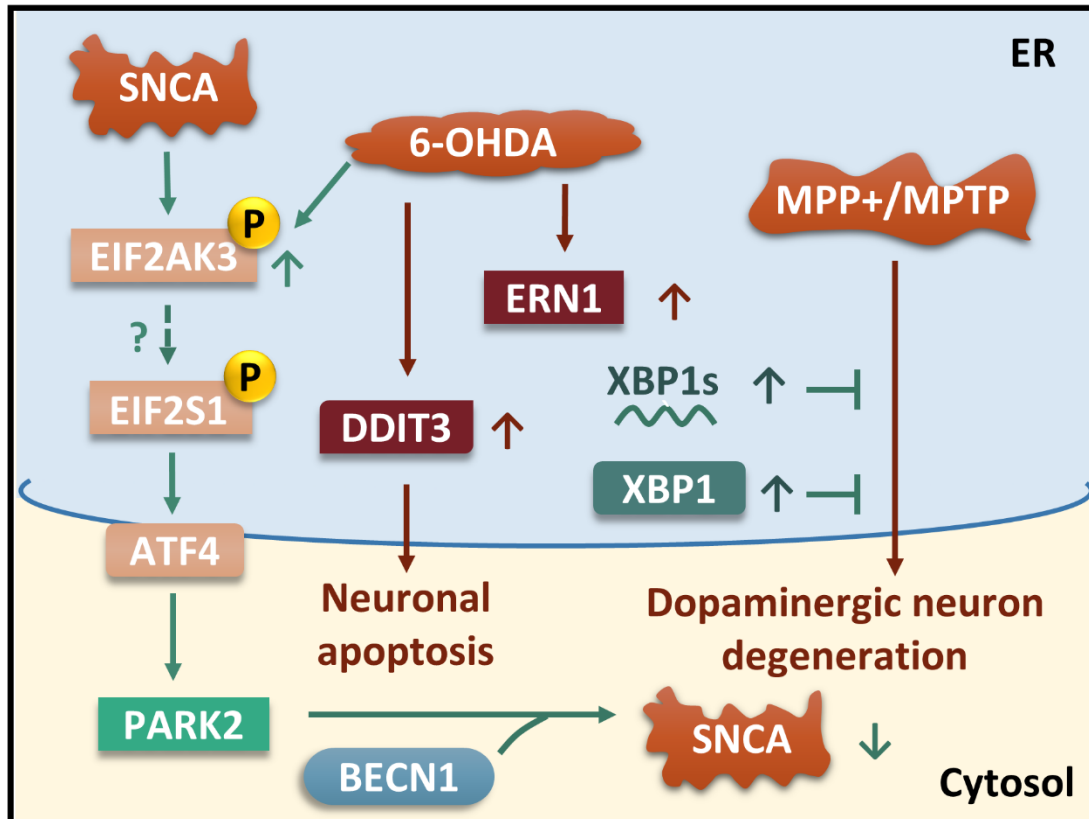 ER
SNCA
6-OHDA
MPP+/MPTP
P
EIF2AK3 ↑
ERN1 ↑
?
P
EIF2S1
XBP1s ↑
DDIT3 ↑
XBP1 ↑
ATF4
Neuronal
apoptosis
Dopaminergic neuron
degeneration
PARK2
BECN1
SNCA ↓
Cytosol